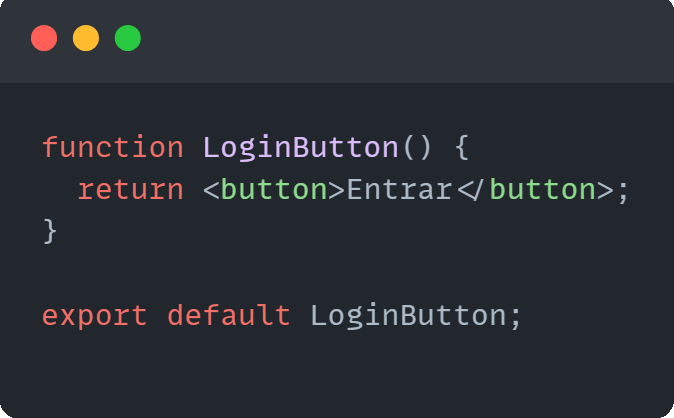 function LoginButton() {
  return <button>Entrar</button>;
}
export default LoginButton;